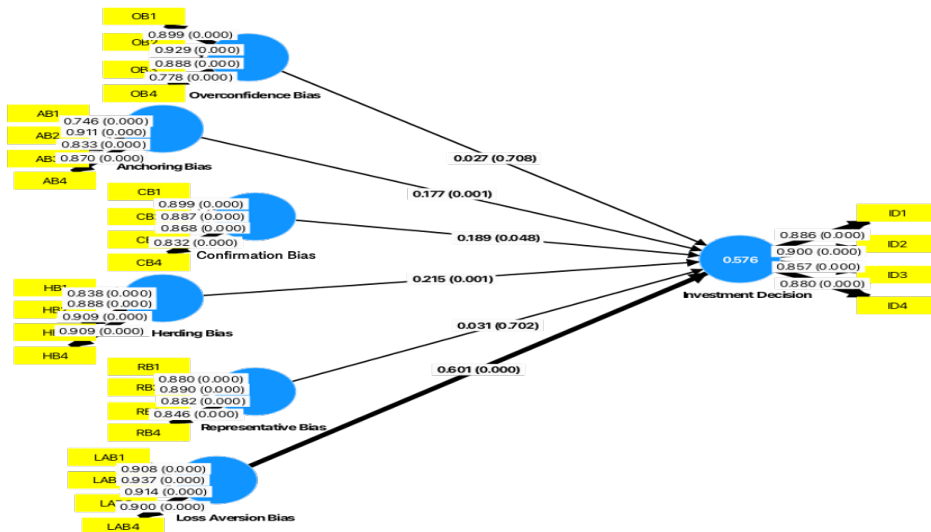 OB1
0.899 (0.000)
0.929 (0.000)
0.888 (0.000)
0.778 (0.000)
OB4
Overconfidence Bias
AB1
0.746 (0.000)
AB2
0.911 (0.000)
0.833 (0.000)
0.870 (0.000)
AB4
Anchoring Bias
CB1
0.899 (0.000)
0.887 (0.000)
0.868 (0.000)
0.832 (0.000)
CB4
Confirmation Bias
HB1
0.838 (0.000)
0.888 (0.000)
0.909 (0.000)
0.909 (0.000)
HB4
Herding Bias
RB1
0.880 (0.000)
0.890 (0.000)
0.882 (0.000)
0.846 (0.000)
RB4
Representative Bias
LAB1
0.908 (0.000)
0.937 (0.000)
0.914 (0.000)
0.900 (0.000)
LAB4
Loss Aversion Bias
0.027 (0.708)
0.177 (0.001)
0.189 (0.048)
0.215 (0.001)
0.031 (0.702)
0.601 (0.000)
0.576
Investment Decision
ID1
0.886 (0.000)
ID2
0.900 (0.000)
0.857 (0.000)
ID3
0.880 (0.000)
ID4